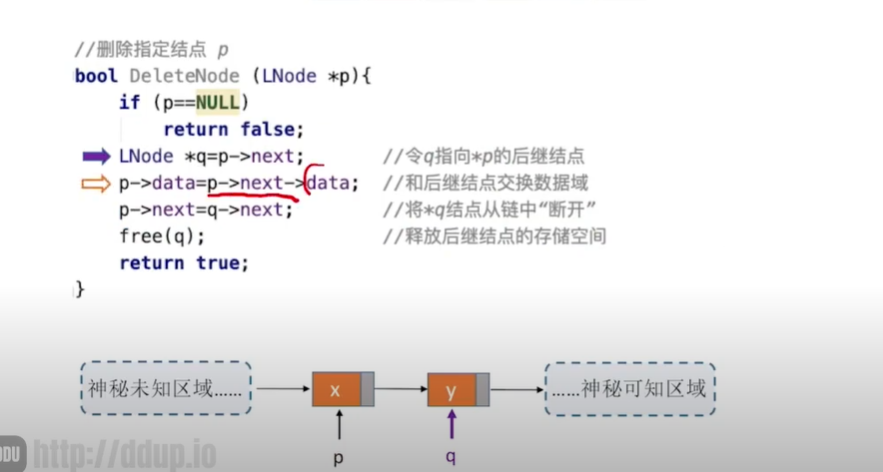 //删除指定结点 p
bool DeleteNode (LNode *p){
if (p==NULL)
return false;
LNode *q=p->next; //令q指向*p的后继结点
p->data=p->next->data; //和后继结点交换数据域
p->next=q->next; //将*q结点从链中“断开”
free(q); //释放后继结点的存储空间
return true;
}
神秘未知区域…… x y ……神秘可知区域
p q
DDU http://ddup.io